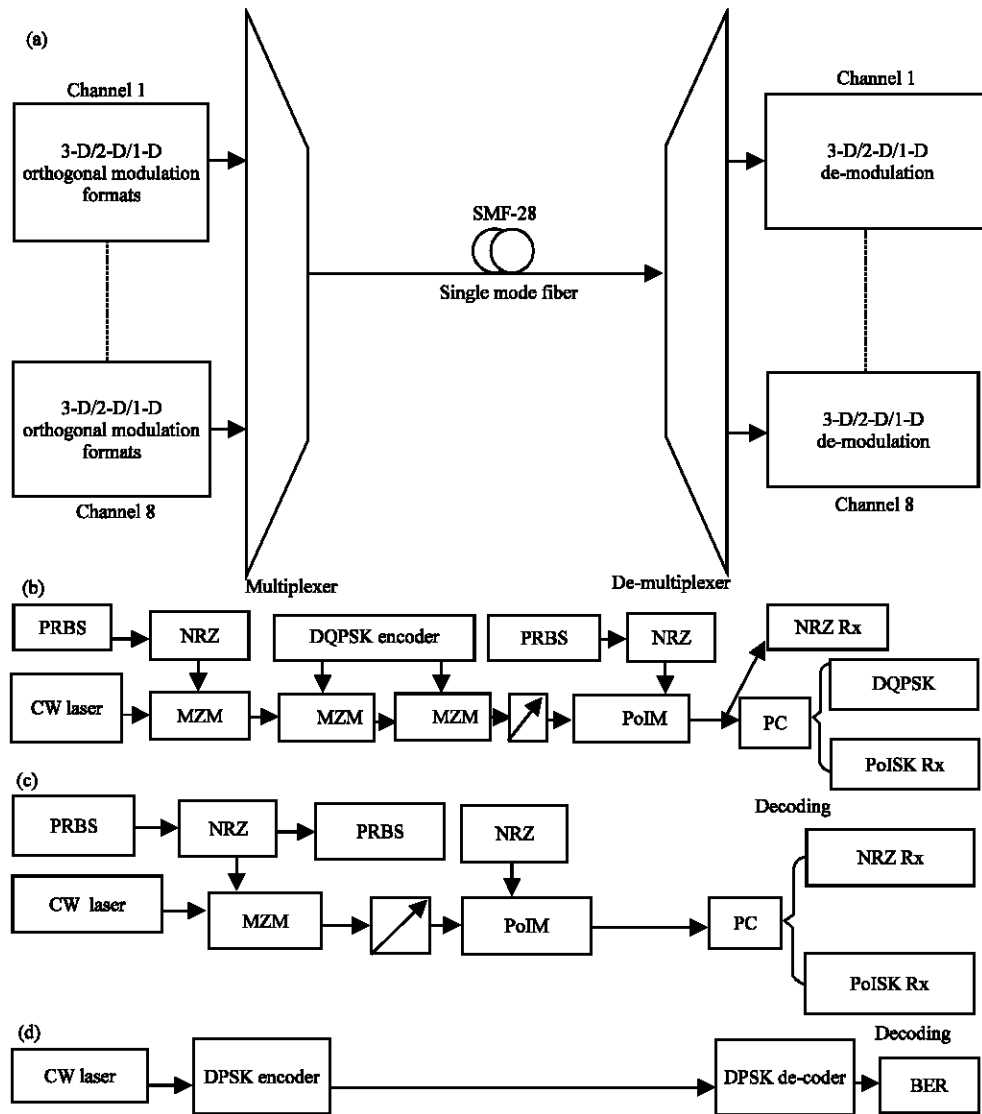 (a)
Channel 1
3-D/2-D/1-D
orthogonal modulation
formats
3-D/2-D/1-D
orthogonal modulation
formats
Channel 8
SMF-28
Single mode fiber
Channel 1
3-D/2-D/1-D
de-modulation
3-D/2-D/1-D
de-modulation
Channel 8
Multiplexer
De-multiplexer
(b)
PRBS
NRZ
DQPSK encoder
PRBS
NRZ
NRZ Rx
CW laser
MZM
MZM
MZM
PoIM
PC
DQPSK
PoISK Rx
Decoding
(c)
PRBS
NRZ
PRBS
NRZ
NRZ Rx
CW laser
MZM
PoIM
PC
PoISK Rx
Decoding
(d)
CW laser
DPSK encoder
DPSK de-coder
BER